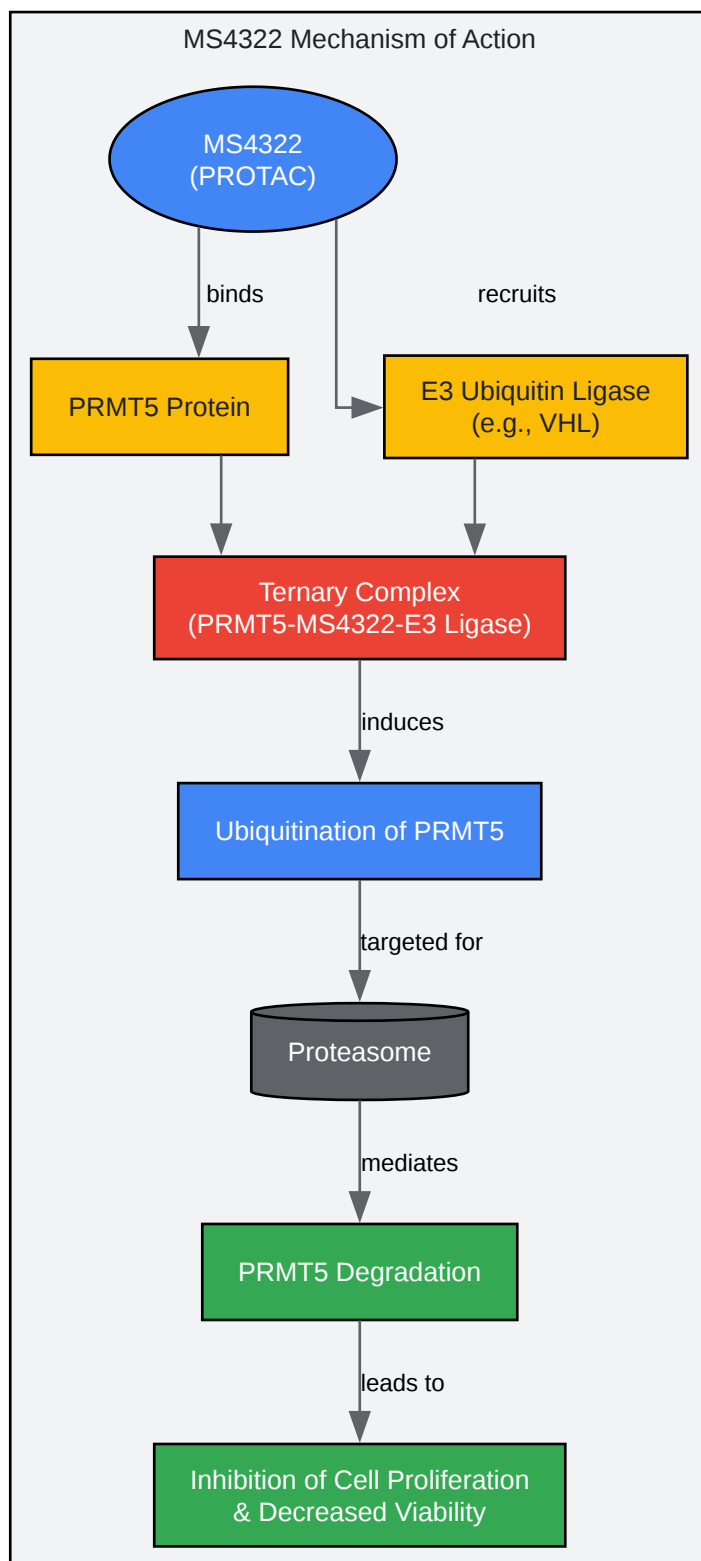 MS4322 Mechanism of Action
MS4322
(PROTAC)
binds
recruits
PRMT5 Protein
E3 Ubiquitin Ligase
(e.g., VHL)
Ternary Complex
(PRMT5-MS4322-E3 Ligase)
induces
Ubiquitination of PRMT5
targeted for
Proteasome
mediates
PRMT5 Degradation
leads to
Inhibition of Cell Proliferation
& Decreased Viability